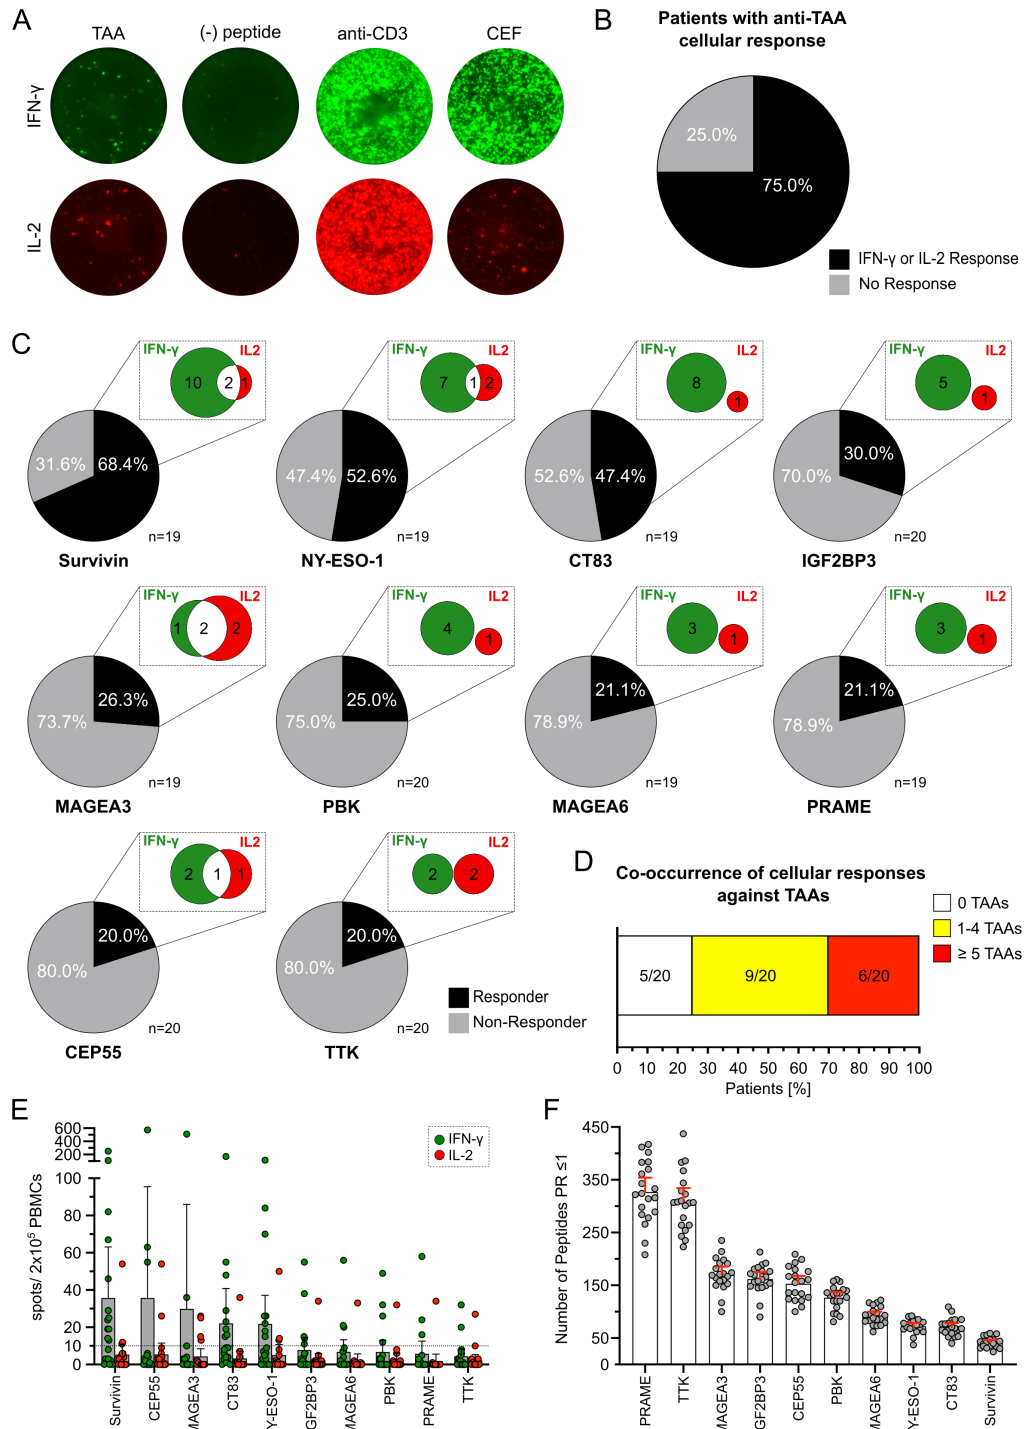 A
TAA
(-) peptide
anti-CD3
CEF
IFN-γ
IL-2
B
Patients with anti-TAA
cellular response
25.0%
75.0%
IFN-γ or IL-2 Response
No Response
C
IFN-γ
IL2
10
2
1
31.6%
68.4%
n=19
Survivin
IFN-γ
IL2
7
1
2
47.4%
52.6%
n=19
NY-ESO-1
IFN-γ
IL2
8
1
52.6%
47.4%
n=19
CT83
IFN-γ
IL2
5
1
30.0%
70.0%
n=20
IGF2BP3
IFN-γ
IL2
1
2
2
26.3%
73.7%
n=19
MAGEA3
IFN-γ
IL2
4
1
25.0%
75.0%
n=20
PBK
IFN-γ
IL2
3
1
21.1%
78.9%
n=19
MAGEA6
IFN-γ
IL2
3
1
21.1%
78.9%
n=19
PRAME
IFN-γ
IL2
2
1
1
20.0%
80.0%
n=20
CEP55
IFN-γ
IL2
2
2
20.0%
80.0%
n=20
TTK
Responder
Non-Responder
D
Co-occurrence of cellular responses
against TAAs
0 TAAs
1-4 TAAs
≥ 5 TAAs
5/20
9/20
6/20
0 10 20 30 40 50 60 70 80 90 100
Patients [%]
E
600
400
200
100
80
60
40
20
10
0
spots/ 2x10⁵ PBMCs
IFN-γ
IL-2
Survivin
CEP55
MAGEA3
CT83
Y-ESO-1
GF2BP3
MAGEA6
PBK
PRAME
TTK
F
450
350
250
150
50
0
Number of Peptides PR ≤1
PRAME
TTK
MAGEA3
GF2BP3
CEP55
PBK
MAGEA6
Y-ESO-1
CT83
Survivin